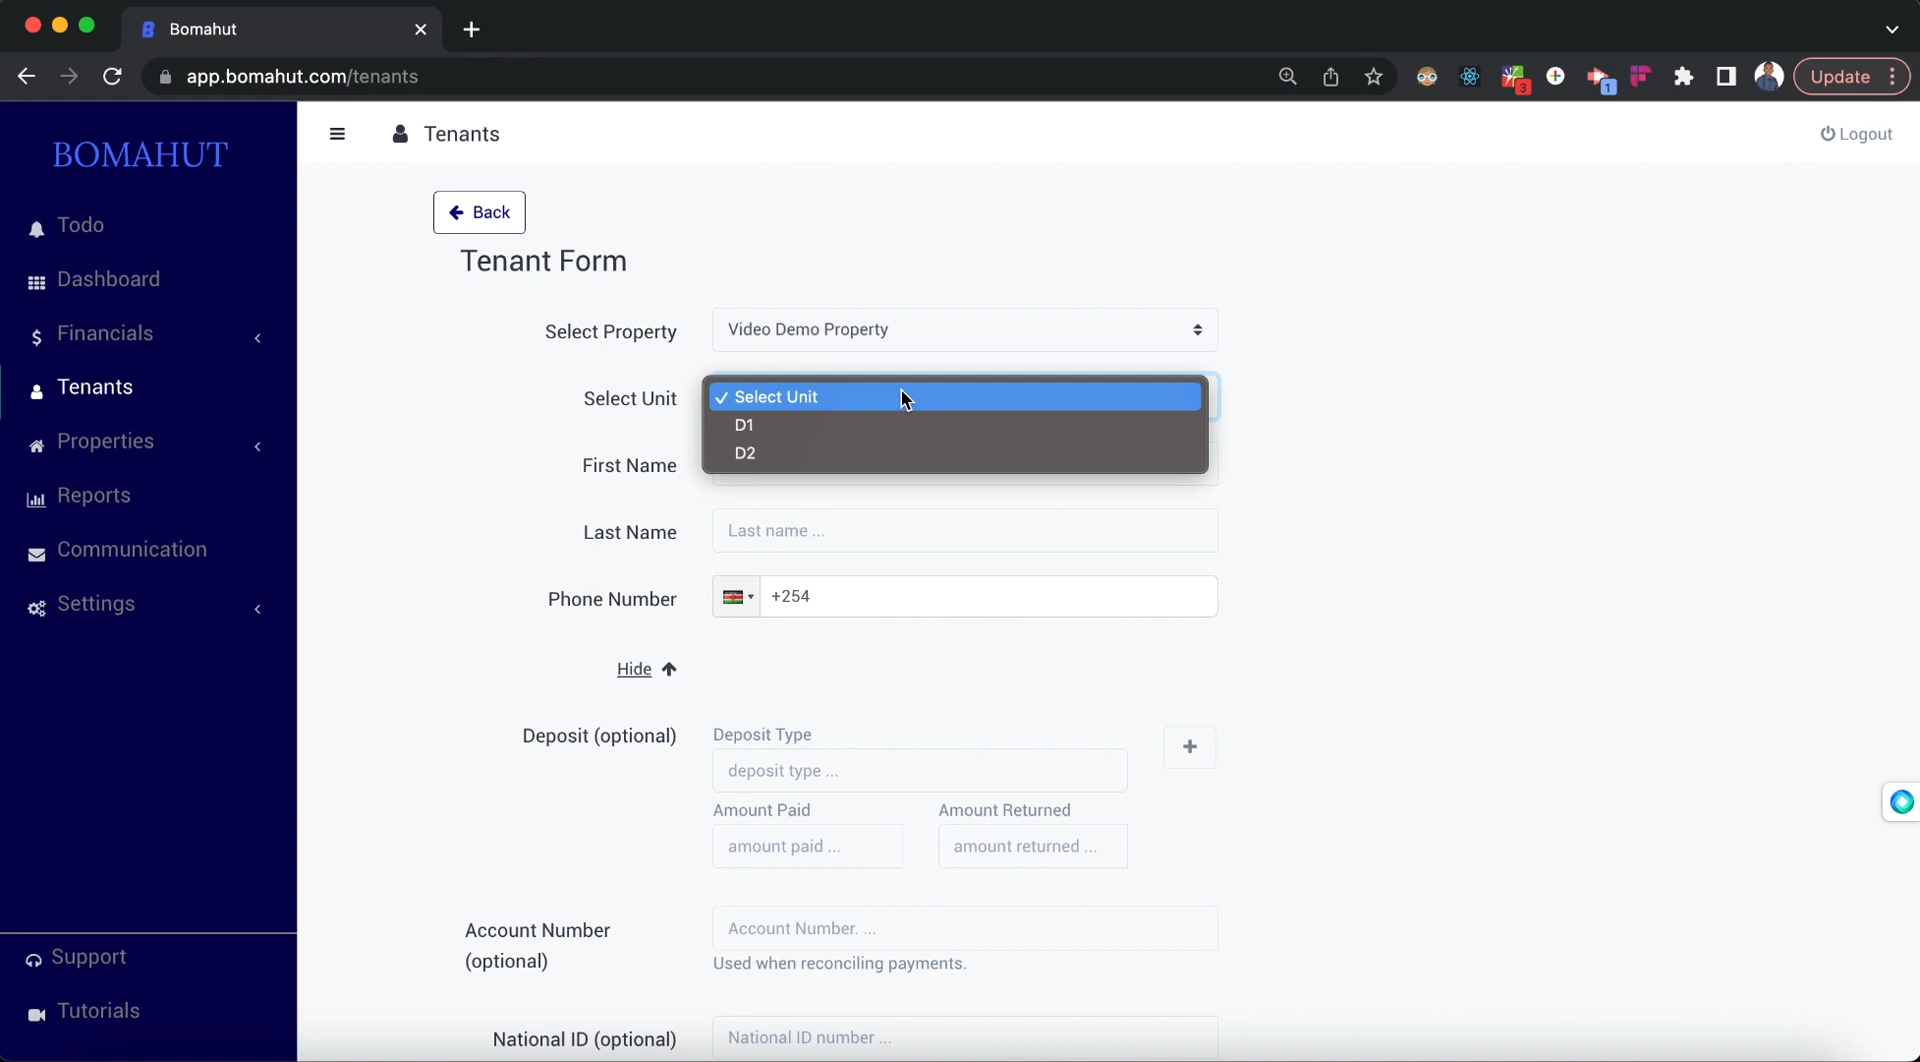 Bomahut
app.bomahut.com/tenants
3
1
Update
BOMAHUT
Todo
Dashboard
Financials
Tenants
Properties
Reports
Communication
Settings
Support
Tutorials
Tenants
Logout
Back
Tenant Form
Select Property
Video Demo Property
Select Unit
✓ Select Unit
D1
D2
First Name
Last Name
Last name ...
Phone Number
+254
Hide
Deposit (optional)
Deposit Type
+
deposit type ...
Amount Paid
Amount Returned
amount paid ...
amount returned ...
Account Number
(optional)
Account Number. ...
Used when reconciling payments.
National ID (optional)
National ID number ...